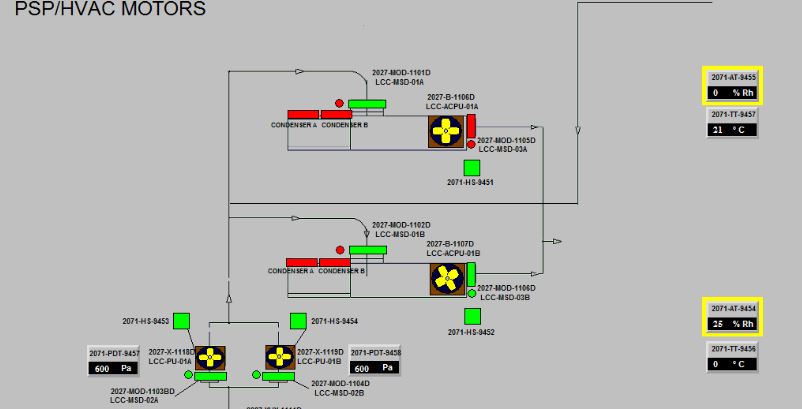 PSP/HVAC MOTORS
2027-MOD-1101D
LCC-MSD-01A
2071-AT-9455
0 % Rh
2027-B-1106D
LCC-ACPU-01A
2071-TT-9457
21 ° C
CONDENSER A CONDENSER B
2027-MOD-1105D
LCC-MSD-03A
2071-HS-9451
2027-MOD-1102D
LCC-MSD-01B
2027-B-1107D
LCC-ACPU-01B
CONDENSER A CONDENSER B
2027-MOD-1106D
LCC-MSD-03B
2071-AT-9454
25 % Rh
2071-HS-9453
2071-HS-9454
2071-HS-9452
2071-TT-9456
0 ° C
2071-PDT-9457
600 Pa
2027-X-1118D
LCC-PU-01A
2027-X-1119D
LCC-PU-01B
2071-PDT-9458
600 Pa
2027-MOD-1103BD
LCC-MSD-02A
2027-MOD-1104D
LCC-MSD-02B